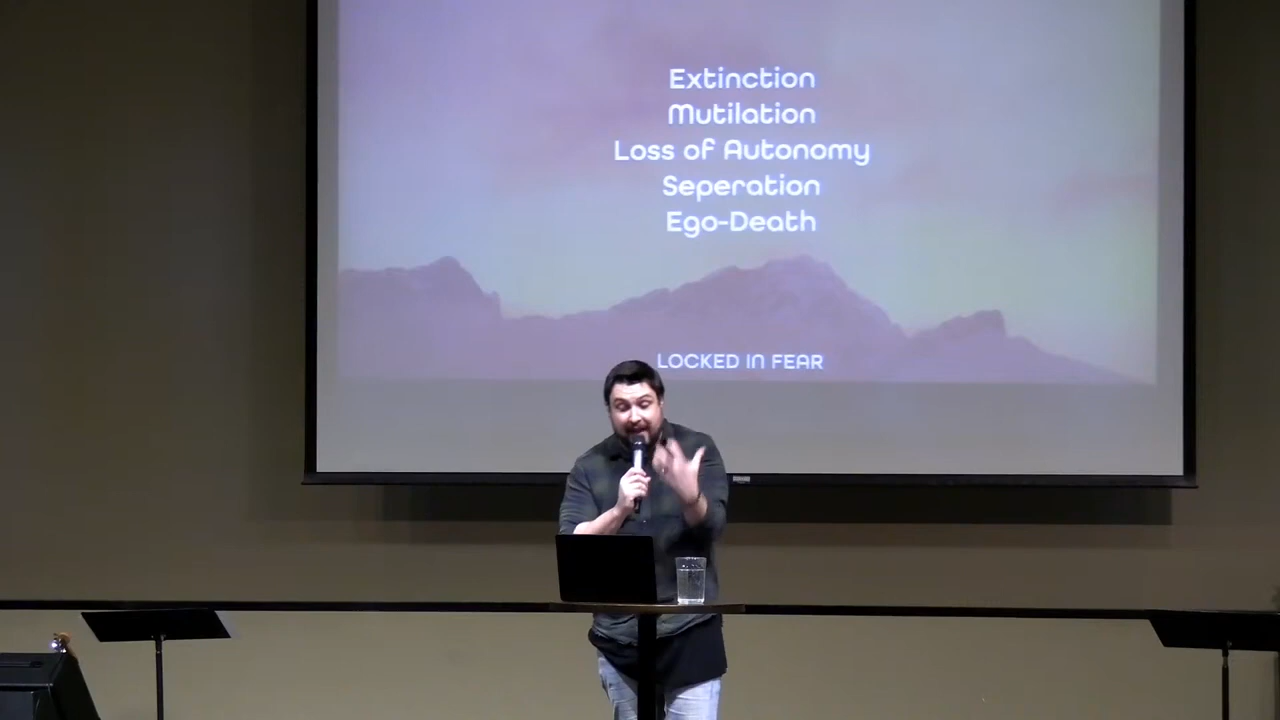 Extinction
Mutilation
Loss of Autonomy
Seperation
Ego-Death
LOCKED IN FEAR